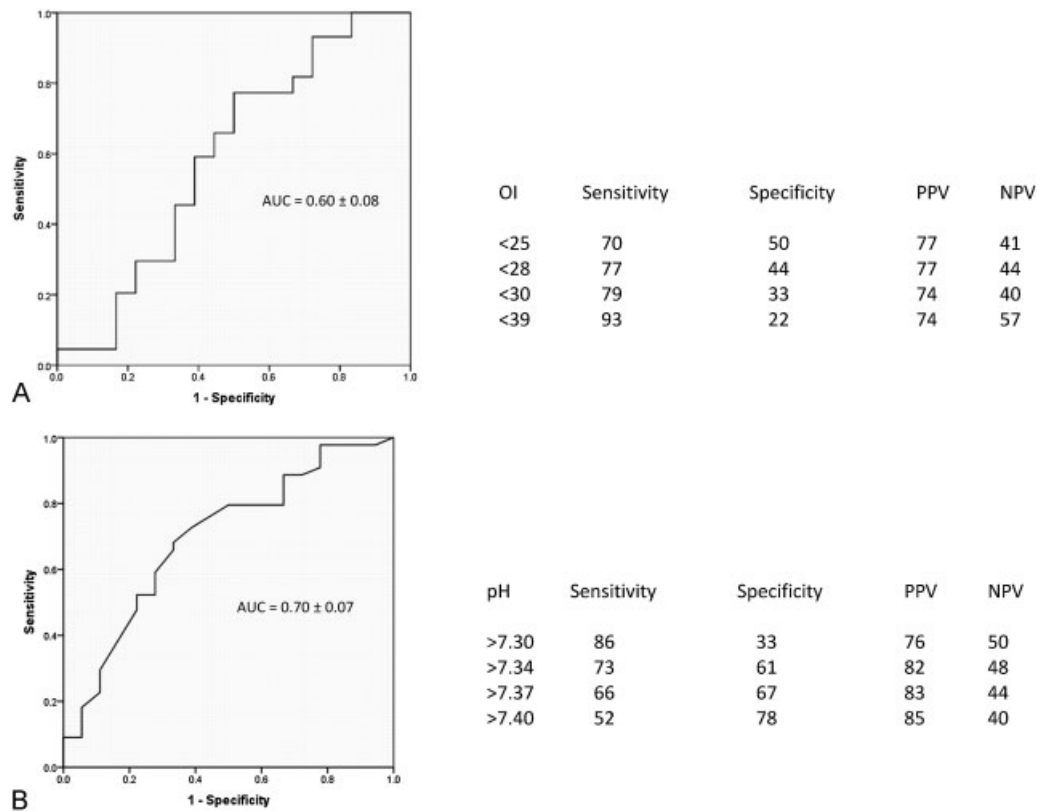 1.0
0.8
0.6
0.4
0.2
0.0
Sensitivity
AUC = 0.60 ± 0.08
0.0 0.2 0.4 0.6 0.8 1.0
1 - Specificity
A
OI Sensitivity Specificity PPV NPV
<25 70 50 77 41
<28 77 44 77 44
<30 79 33 74 40
<39 93 22 74 57
1.0
0.8
0.6
0.4
0.2
0.0
Sensitivity
AUC = 0.70 ± 0.07
0.0 0.2 0.4 0.6 0.8 1.0
1 - Specificity
B
pH Sensitivity Specificity PPV NPV
>7.30 86 33 76 50
>7.34 73 61 82 48
>7.37 66 67 83 44
>7.40 52 78 85 40